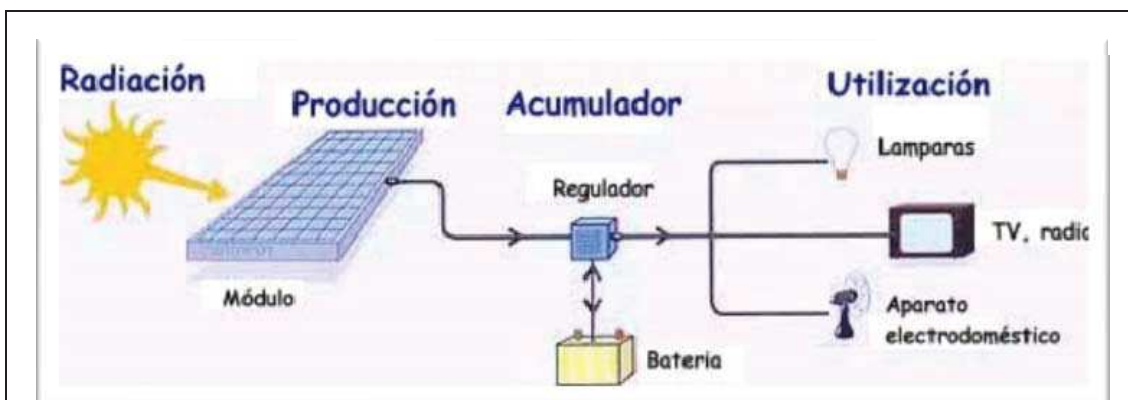 Radiación
Producción
Acumulador
Utilización
Lamparas
Regulador
TV, radio
Módulo
Aparato
electrodoméstico
Bateria